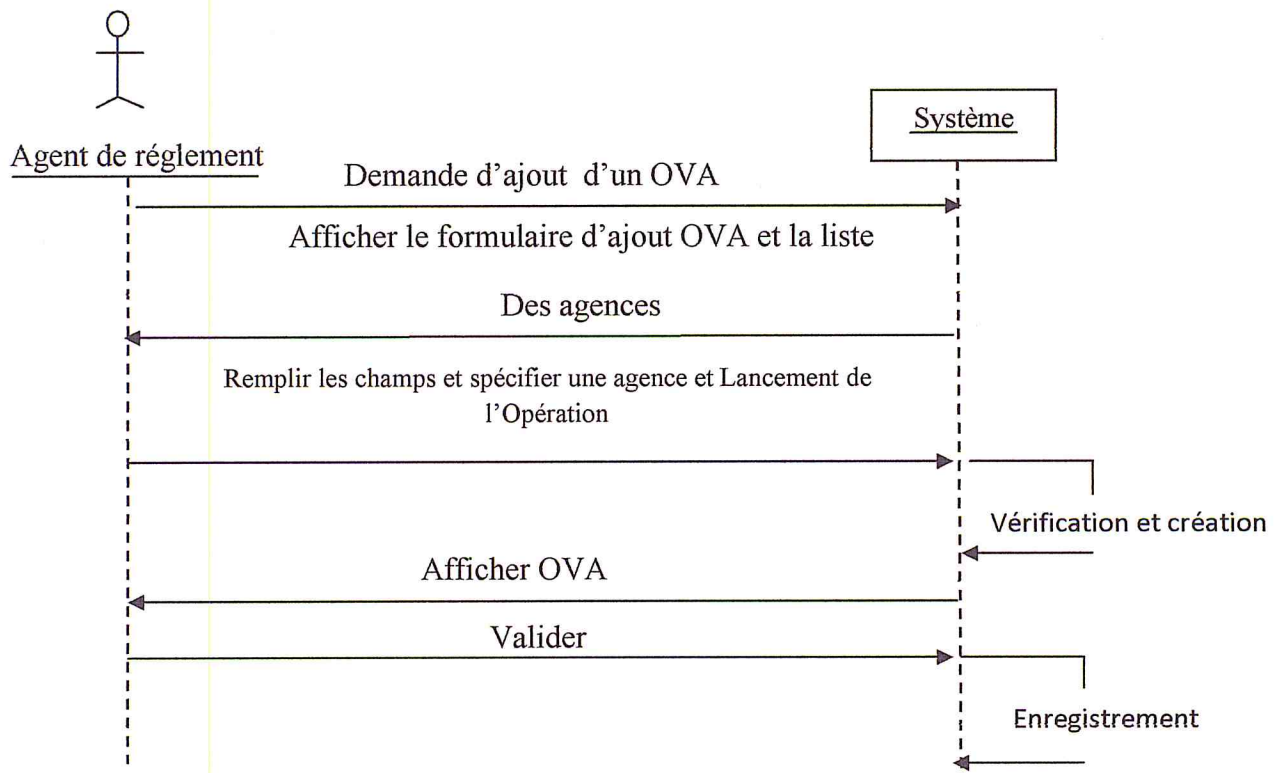 Système
Agent de réglement
Demande d'ajout d'un OVA
Afficher le formulaire d'ajout OVA et la liste
Des agences
Remplir les champs et spécifier une agence et Lancement de
l'Opération
Vérification et création
Afficher OVA
Valider
Enregistrement